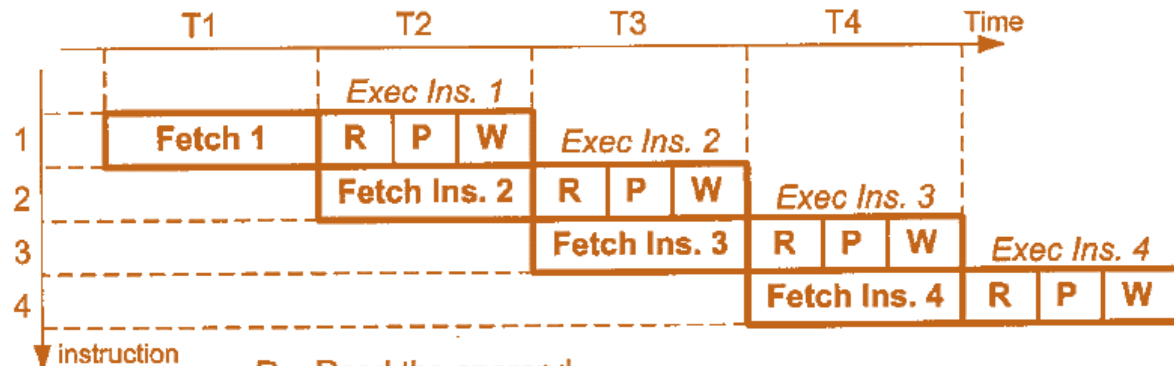 T1 T2 T3 T4 Time
Exec Ins. 1
1 Fetch 1 R P W Exec Ins. 2
2 Fetch Ins. 2 R P W Exec Ins. 3
3 Fetch Ins. 3 R P W Exec Ins. 4
4 Fetch Ins. 4 R P W
instruction